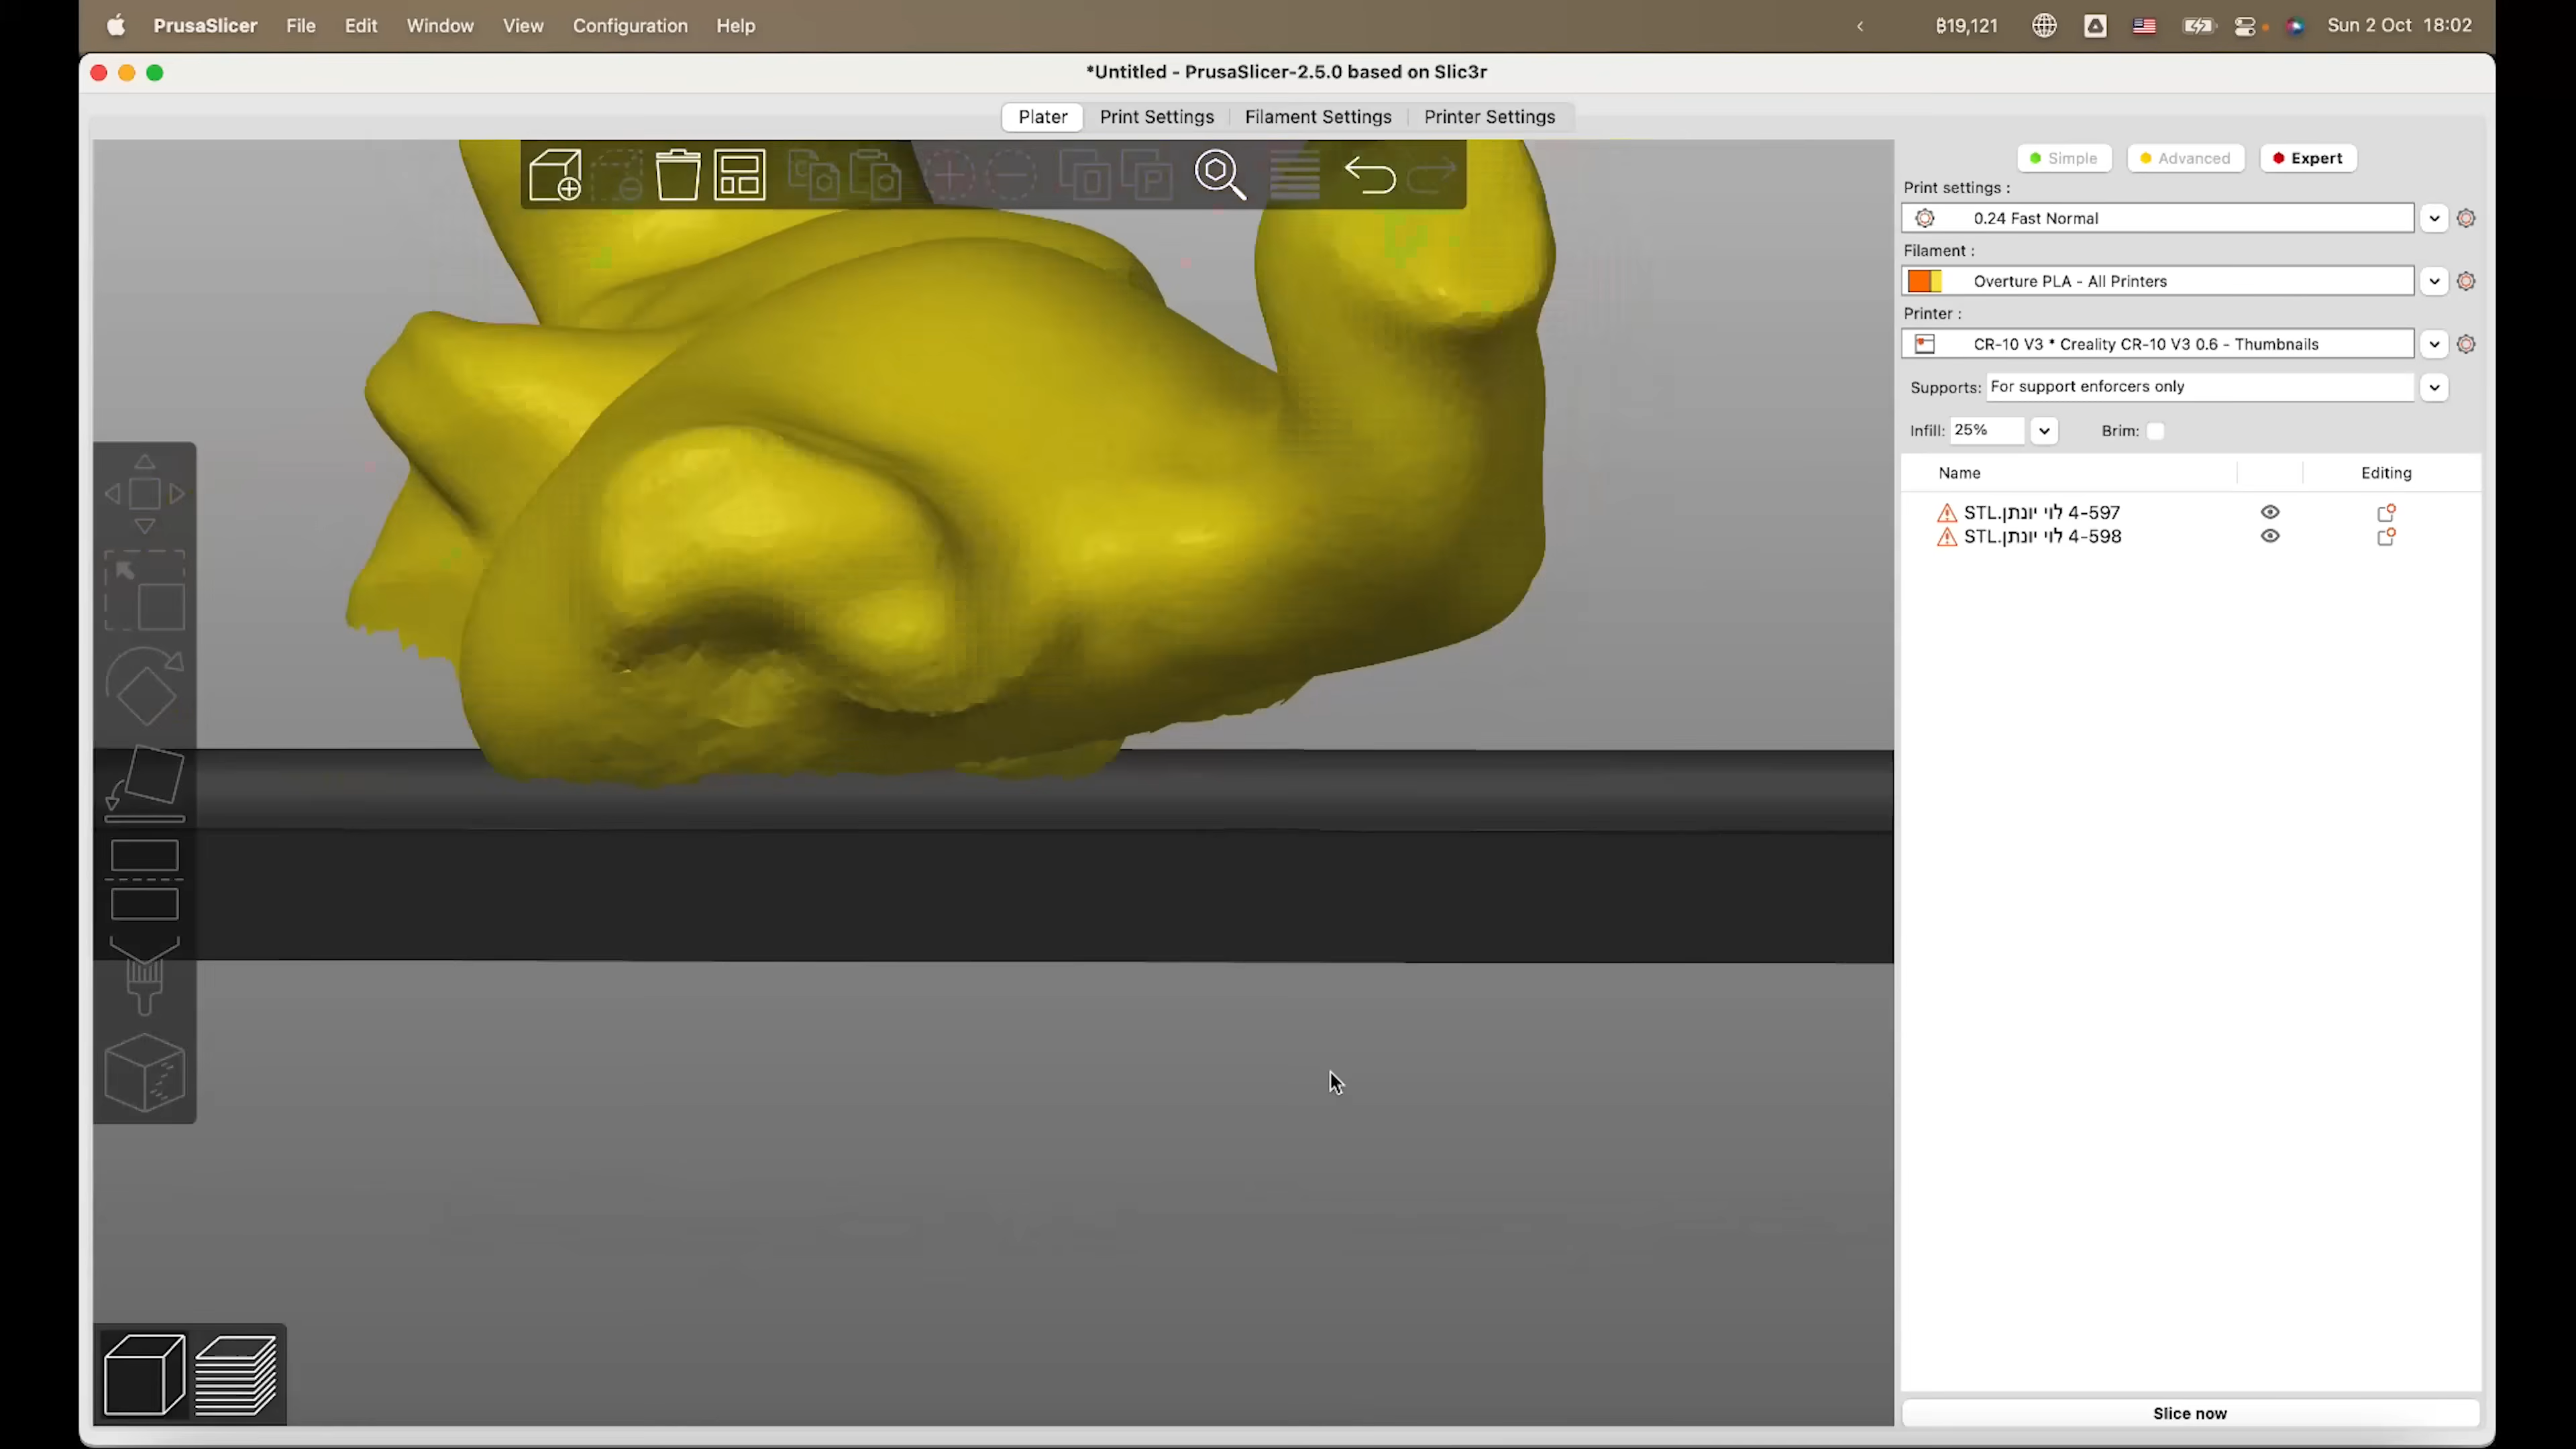 PrusaSlicer File Edit Window View Configuration Help ฿19,121 Sun 2 Oct 18:02
*Untitled - PrusaSlicer-2.5.0 based on Slic3r
Plater Print Settings Filament Settings Printer Settings
Simple Advanced Expert
Print settings :
0.24 Fast Normal
Filament :
Overture PLA - All Printers
Printer :
CR-10 V3 * Creality CR-10 V3 0.6 - Thumbnails
Supports: For support enforcers only
Infill: 25% Brim:
Name Editing
לוי יונתן.STL 4-597
לוי יונתן.STL 4-598
Slice now